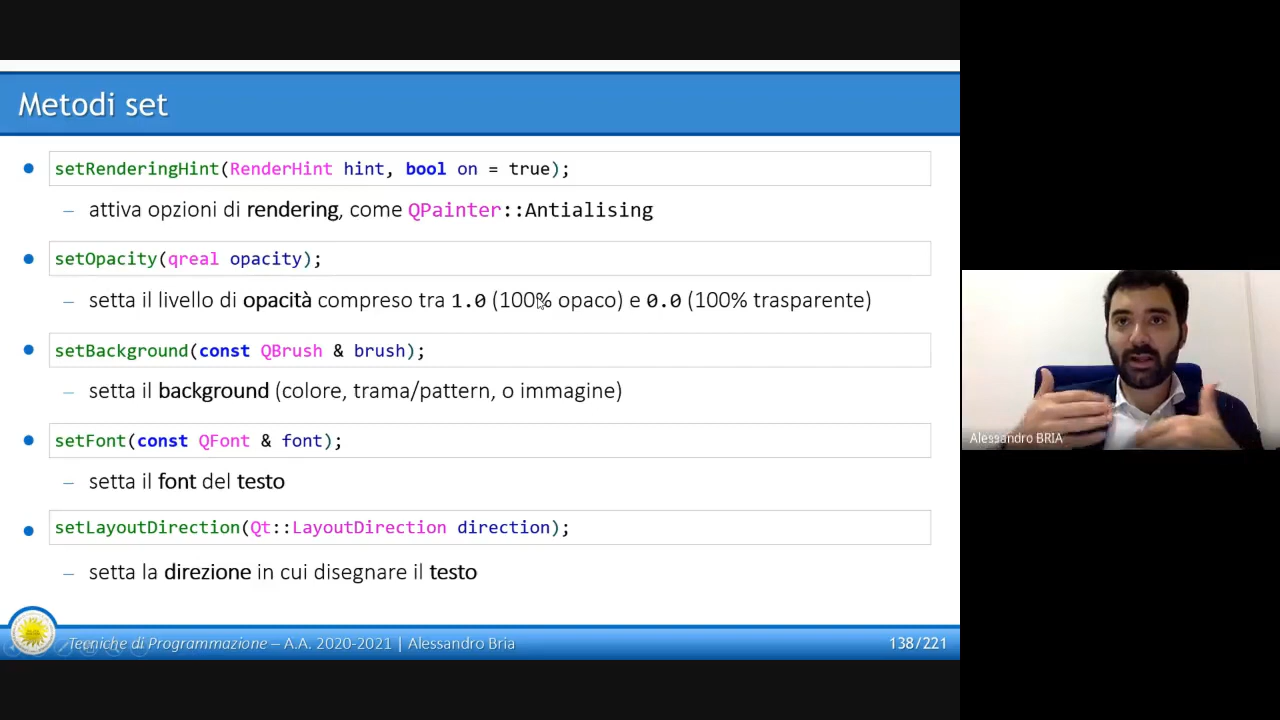 Metodi set
setRenderingHint(RenderHint hint, bool on = true);
– attiva opzioni di rendering, come QPainter::Antialising
setOpacity(qreal opacity);
– setta il livello di opacità compreso tra 1.0 (100% opaco) e 0.0 (100% trasparente)
setBackground(const QBrush & brush);
– setta il background (colore, trama/pattern, o immagine)
setFont(const QFont & font);
– setta il font del testo
setLayoutDirection(Qt::LayoutDirection direction);
– setta la direzione in cui disegnare il testo
Tecniche di Programmazione – A.A. 2020-2021 | Alessandro Bria
138/221
Alessandro BRIA